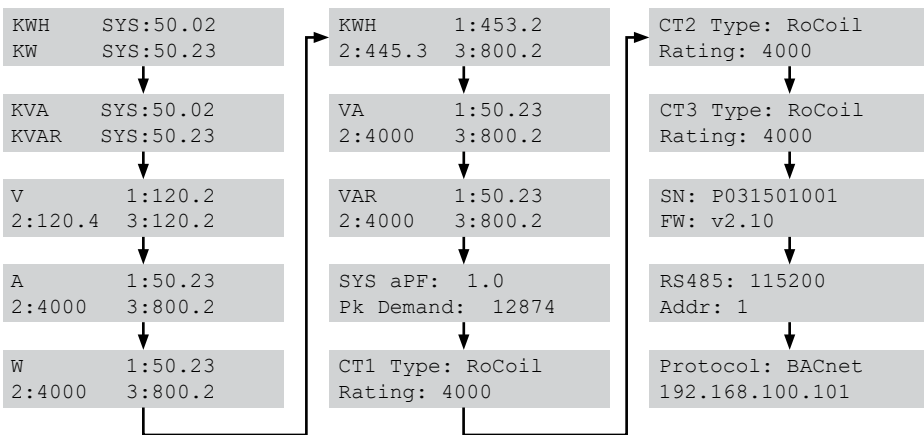 KWH SYS:50.02
KW SYS:50.23
KVA SYS:50.02
KVAR SYS:50.23
V 1:120.2
2:120.4 3:120.2
A 1:50.23
2:4000 3:800.2
W 1:50.23
2:4000 3:800.2
KWH 1:453.2
2:445.3 3:800.2
VA 1:50.23
2:4000 3:800.2
VAR 1:50.23
2:4000 3:800.2
SYS aPF: 1.0
Pk Demand: 12874
CT1 Type: RoCoil
Rating: 4000
CT2 Type: RoCoil
Rating: 4000
CT3 Type: RoCoil
Rating: 4000
SN: P031501001
FW: v2.10
RS485: 115200
Addr: 1
Protocol: BACnet
192.168.100.101